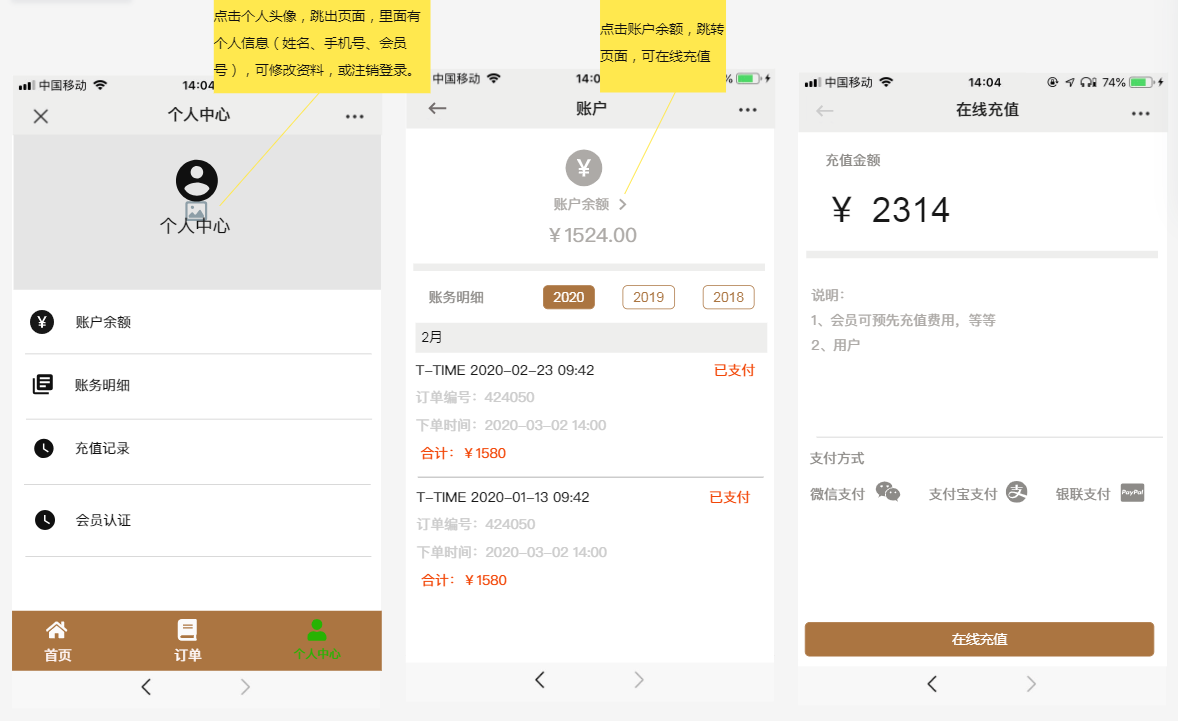 点击个人头像，跳出页面，里面有
个人信息（姓名、手机号、会员
号），可修改资料，或注销登录。
中国移动
14:04
个人中心
个人中心
账户余额
账务明细
充值记录
会员认证
首页
订单
个人中心
点击账户余额，跳转
页面，可在线充值
中国移动
14:0
%
账户
账户余额
￥1524.00
账务明细
2020
2019
2018
2月
T-TIME 2020-02-23 09:42
已支付
订单编号：424050
下单时间：2020-03-02 14:00
合计：￥1580
T-TIME 2020-01-13 09:42
已支付
订单编号：424050
下单时间：2020-03-02 14:00
合计：￥1580
中国移动
14:04
74%
在线充值
充值金额
￥ 2314
说明：
1、会员可预先充值费用，等等
2、用户
支付方式
微信支付
支付宝支付
支
银联支付
PayPal
在线充值